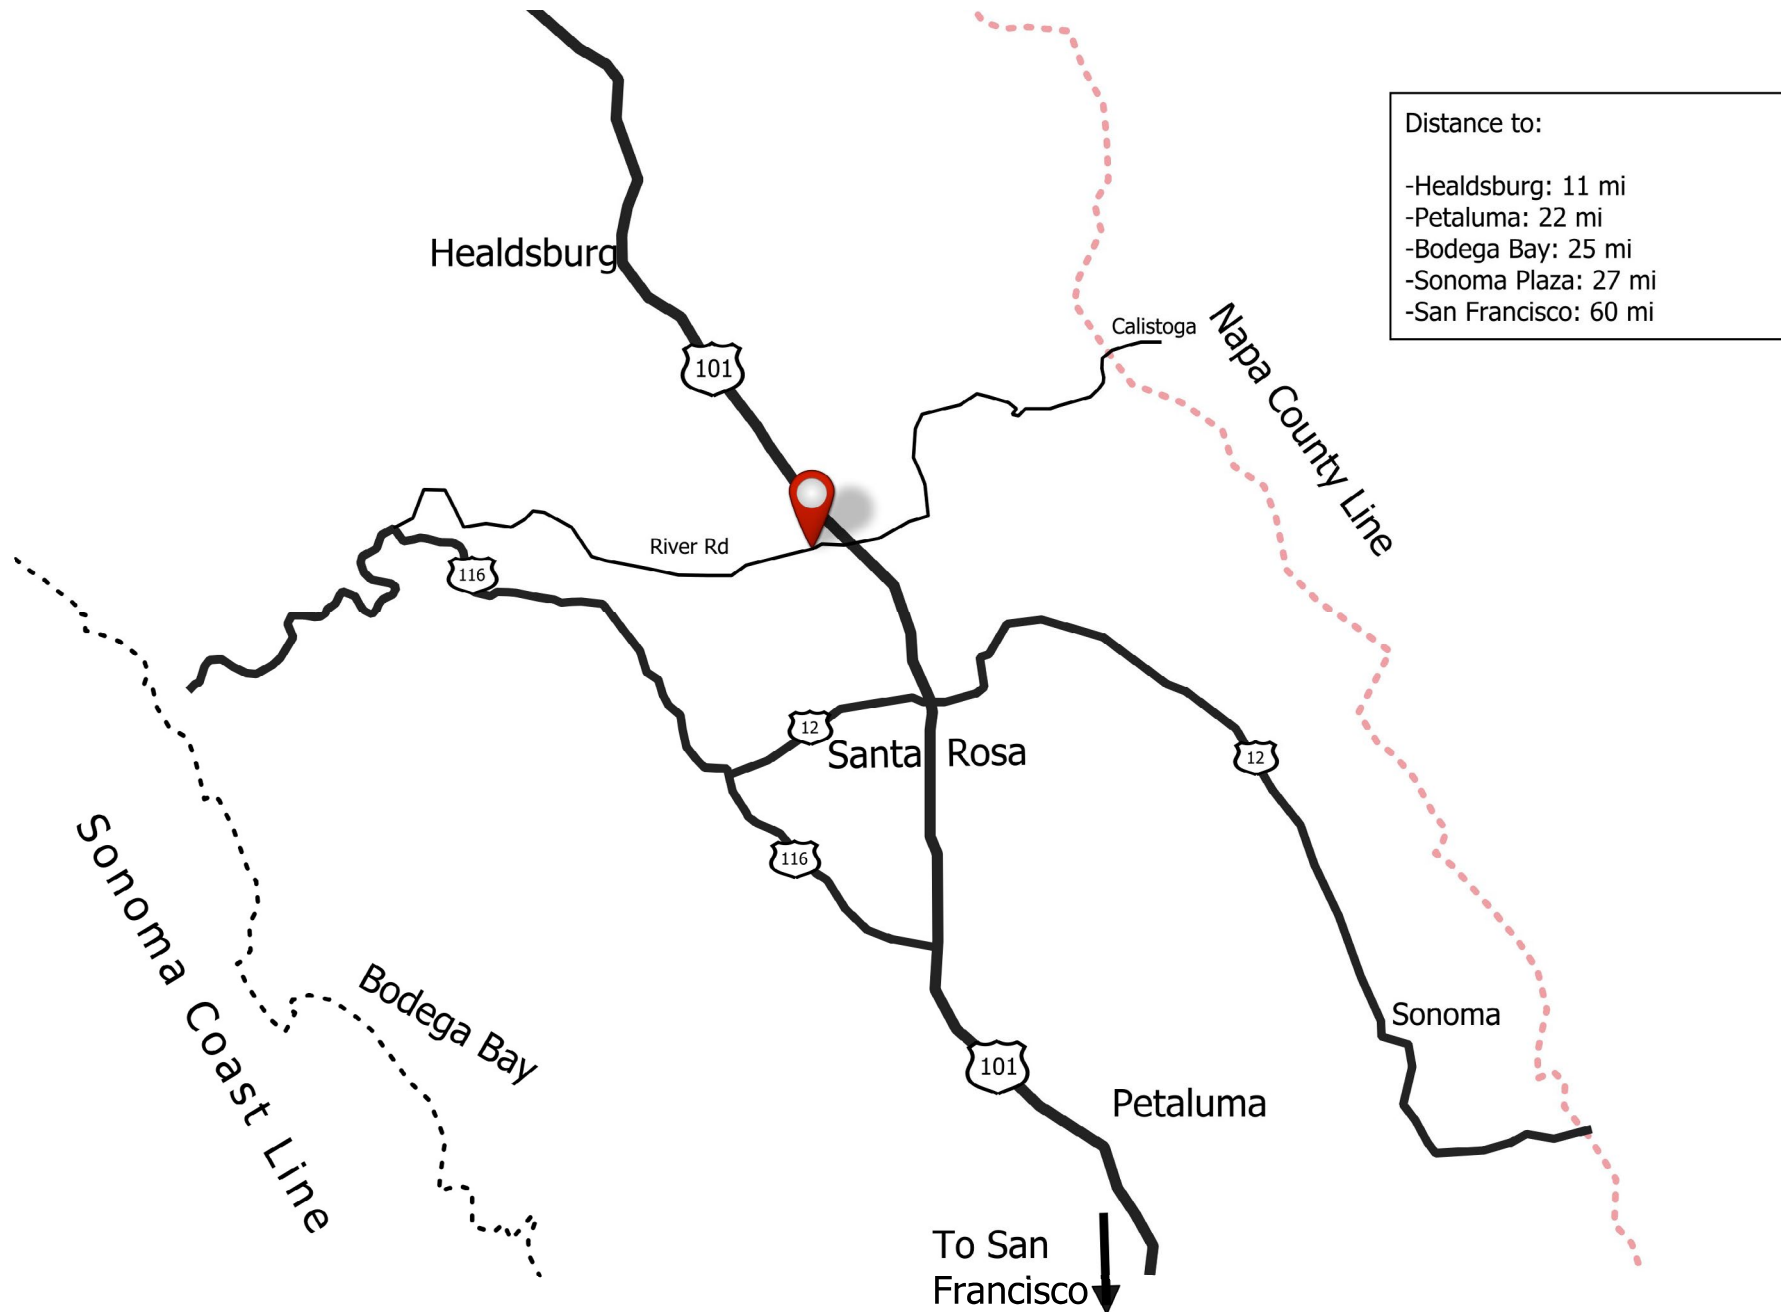 Distance to:
-Healdsburg: 11 mi
-Petaluma: 22 mi
-Bodega Bay: 25 mi
-Sonoma Plaza: 27 mi
-San Francisco: 60 mi
Healdsburg
101
Calistoga
Napa County Line
River Rd
116
12
Santa Rosa
12
116
Sonoma Coast Line
Bodega Bay
Sonoma
101
Petaluma
To San
Francisco